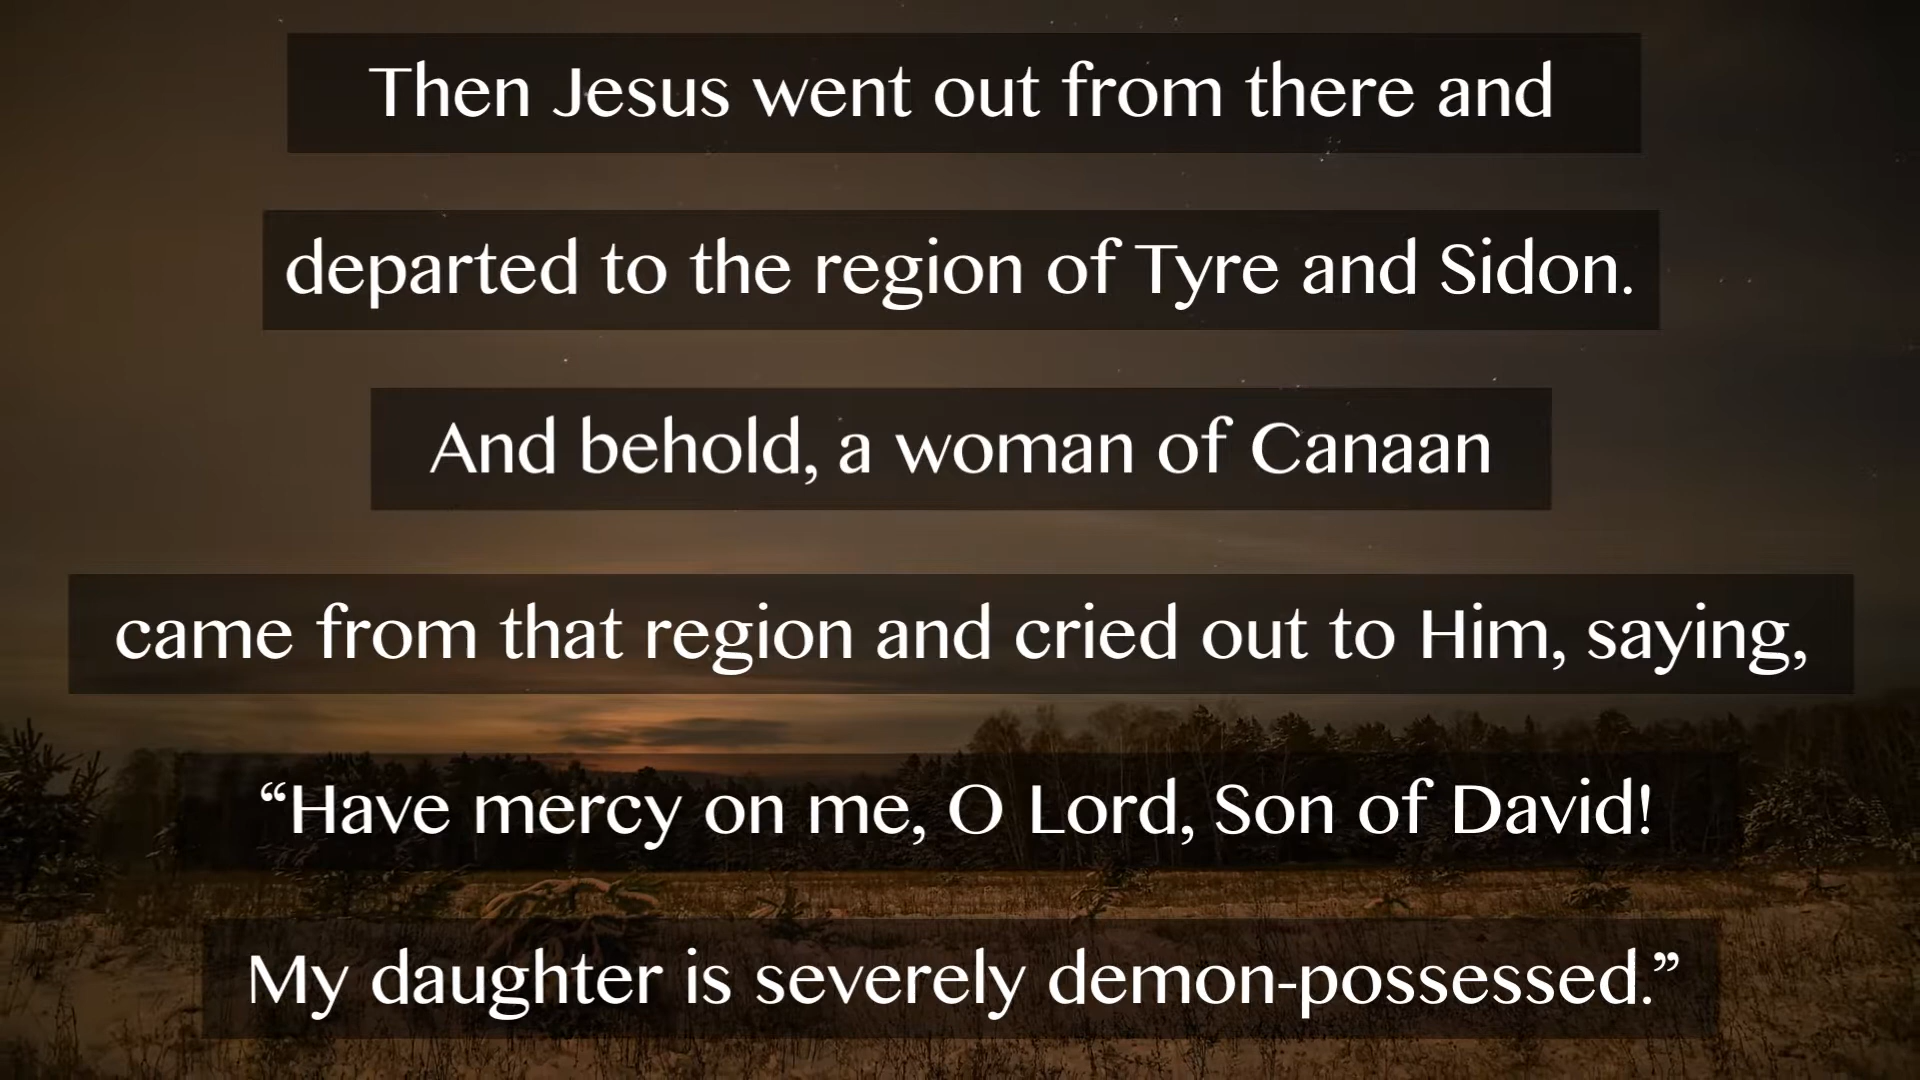 Then Jesus went out from there and
departed to the region of Tyre and Sidon.
And behold, a woman of Canaan
came from that region and cried out to Him, saying,
“Have mercy on me, O Lord, Son of David!
My daughter is severely demon-possessed.”